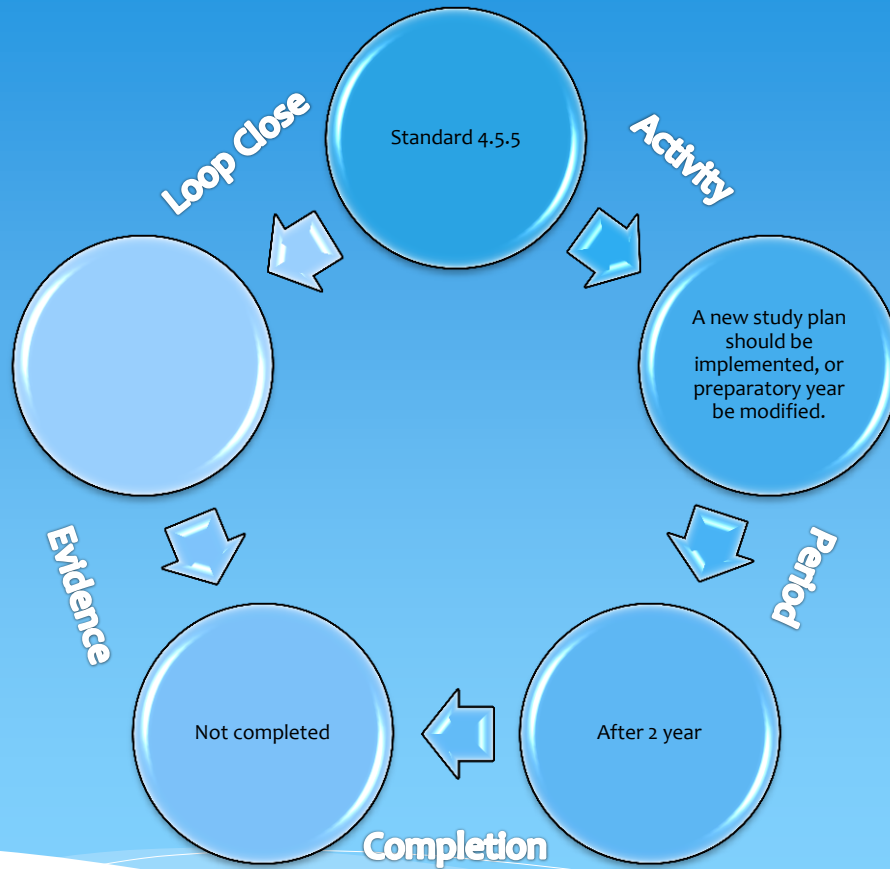 Standard 4.5.5
Activity
A new study plan
should be
implemented, or
preparatory year
be modified.
Period
After 2 year
Completion
Not completed
Evidence
Loop Close